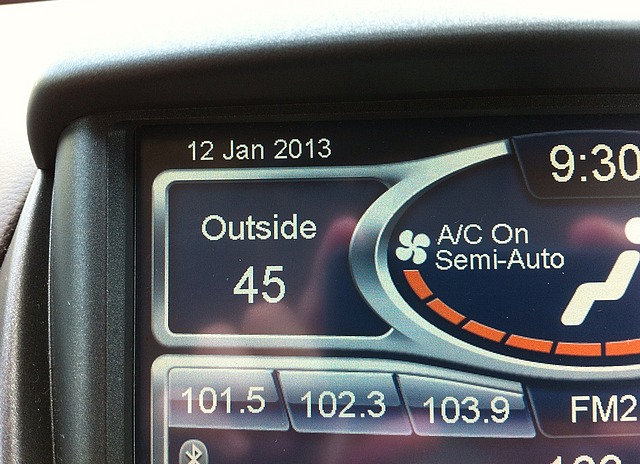 12 Jan 2013
9:30
Outside
45
A/C On
Semi-Auto
101.5 102.3 103.9 FM2